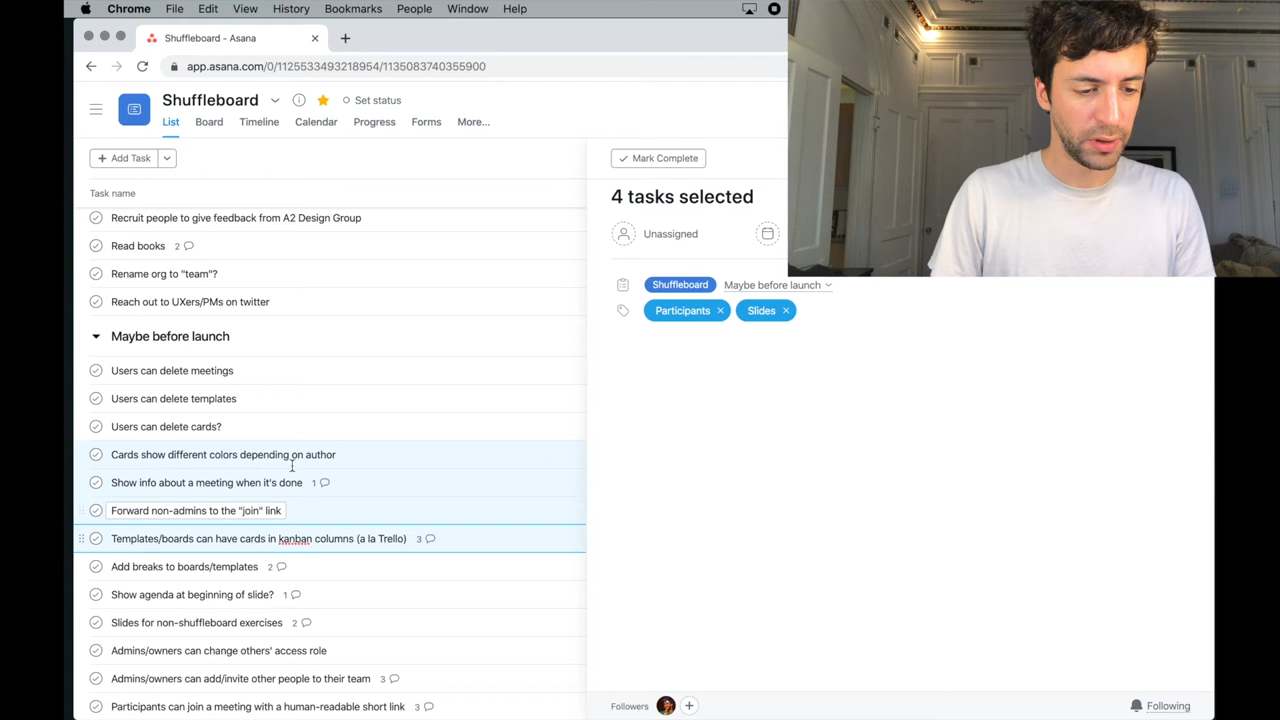 Chrome File Edit View History Bookmarks People Window Help
Shuffleboard - Asana
app.asana.com/0/1125533493218954/1135083740355900
Shuffleboard Set status
List Board Timeline Calendar Progress Forms More...
+ Add Task
Mark Complete
Task name
4 tasks selected
Recruit people to give feedback from A2 Design Group
Unassigned
Read books 2
Rename org to "team"?
Shuffleboard Maybe before launch
Reach out to UXers/PMs on twitter
Participants × Slides ×
Maybe before launch
Users can delete meetings
Users can delete templates
Users can delete cards?
Cards show different colors depending on author
Show info about a meeting when it's done 1
Forward non-admins to the "join" link
Templates/boards can have cards in kanban columns (a la Trello) 3
Add breaks to boards/templates 2
Show agenda at beginning of slide? 1
Slides for non-shuffleboard exercises 2
Admins/owners can change others' access role
Admins/owners can add/invite other people to their team 3
Participants can join a meeting with a human-readable short link 3
Followers Following